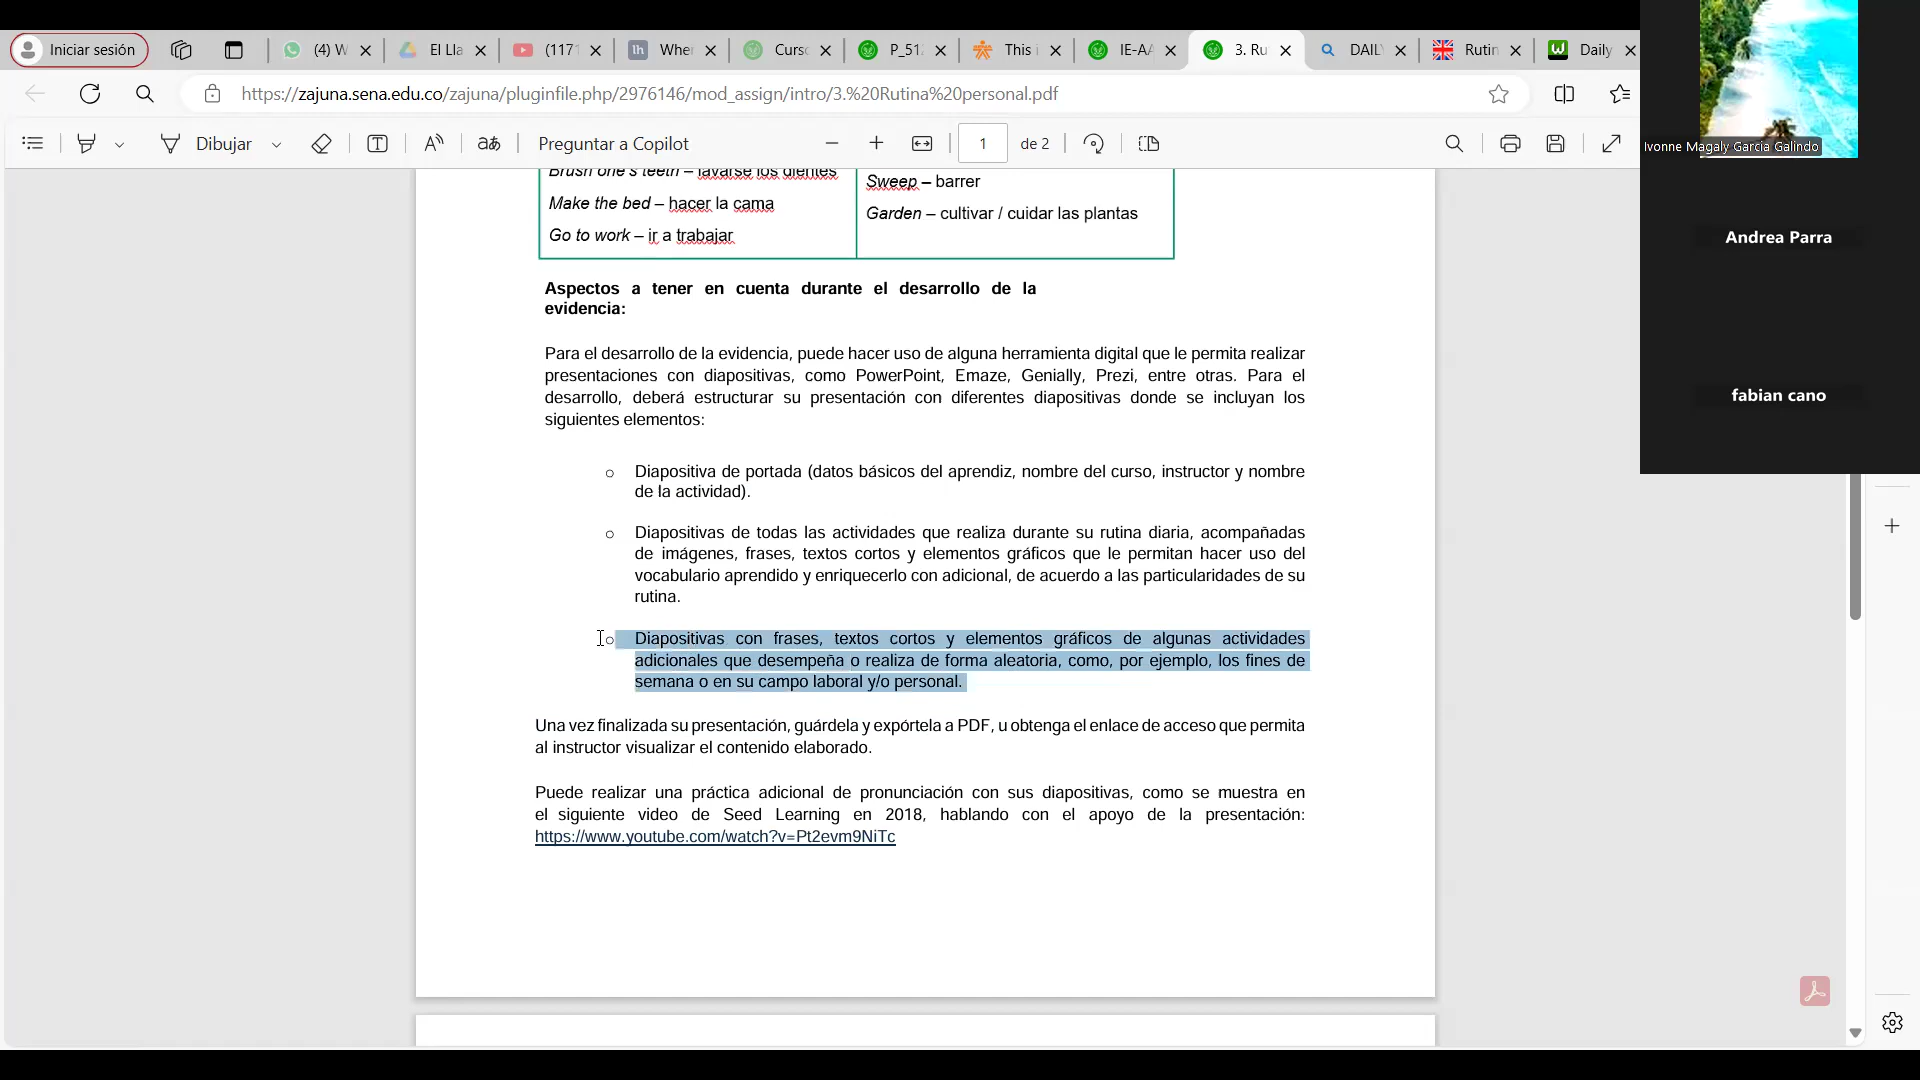 Iniciar sesión
(4) W
El Lla
(1171
Whe
Curso
P_51
This i
IE-AA
3. Ru
DAIL
Rutin
Daily
https://zajuna.sena.edu.co/zajuna/pluginfile.php/2976146/mod_assign/intro/3.%20Rutina%20personal.pdf
Dibujar
Preguntar a Copilot
1
de 2
Ivonne Magaly Garcia Galindo
Andrea Parra
fabian cano
Brush one's teeth – lavarse los dientes
Make the bed – hacer la cama
Go to work – ir a trabajar
Sweep – barrer
Garden – cultivar / cuidar las plantas
Aspectos a tener en cuenta durante el desarrollo de la
evidencia:
Para el desarrollo de la evidencia, puede hacer uso de alguna herramienta digital que le permita realizar
presentaciones con diapositivas, como PowerPoint, Emaze, Genially, Prezi, entre otras. Para el
desarrollo, deberá estructurar su presentación con diferentes diapositivas donde se incluyan los
siguientes elementos:
Diapositiva de portada (datos básicos del aprendiz, nombre del curso, instructor y nombre
de la actividad).
Diapositivas de todas las actividades que realiza durante su rutina diaria, acompañadas
de imágenes, frases, textos cortos y elementos gráficos que le permitan hacer uso del
vocabulario aprendido y enriquecerlo con adicional, de acuerdo a las particularidades de su
rutina.
Diapositivas con frases, textos cortos y elementos gráficos de algunas actividades
adicionales que desempeña o realiza de forma aleatoria, como, por ejemplo, los fines de
semana o en su campo laboral y/o personal.
Una vez finalizada su presentación, guárdela y expórtela a PDF, u obtenga el enlace de acceso que permita
al instructor visualizar el contenido elaborado.
Puede realizar una práctica adicional de pronunciación con sus diapositivas, como se muestra en
el siguiente video de Seed Learning en 2018, hablando con el apoyo de la presentación:
https://www.youtube.com/watch?v=Pt2evm9NiTc